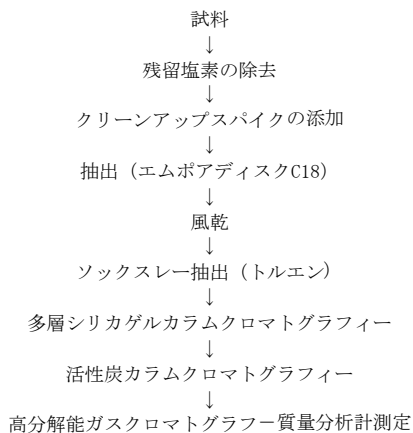 試料
↓
残留塩素の除去
↓
クリーンアップスパイクの添加
↓
抽出（エムポアディスクC18）
↓
風乾
↓
ソックスレー抽出（トルエン）
↓
多層シリカゲルカラムクロマトグラフィー
↓
活性炭カラムクロマトグラフィー
↓
高分解能ガスクロマトグラフ－質量分析計測定